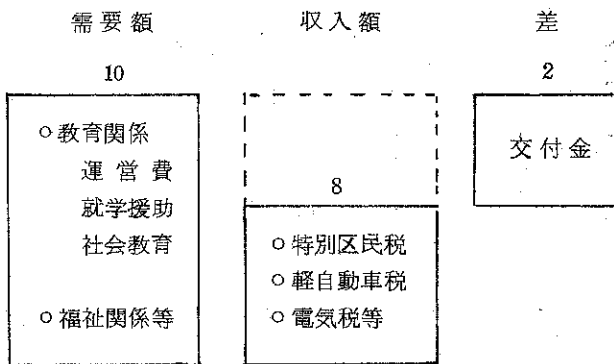 需要額 収入額 差
10 2
○教育関係 交付金
運営費 8
就学援助
社会教育 ○特別区民税
○軽自動車税
○福祉関係等 ○電気税等